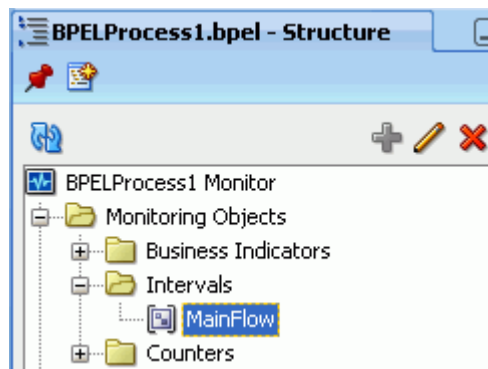 BPELProcess1.bpel - Structure
BPELProcess1 Monitor
Monitoring Objects
Business Indicators
Intervals
MainFlow
Counters